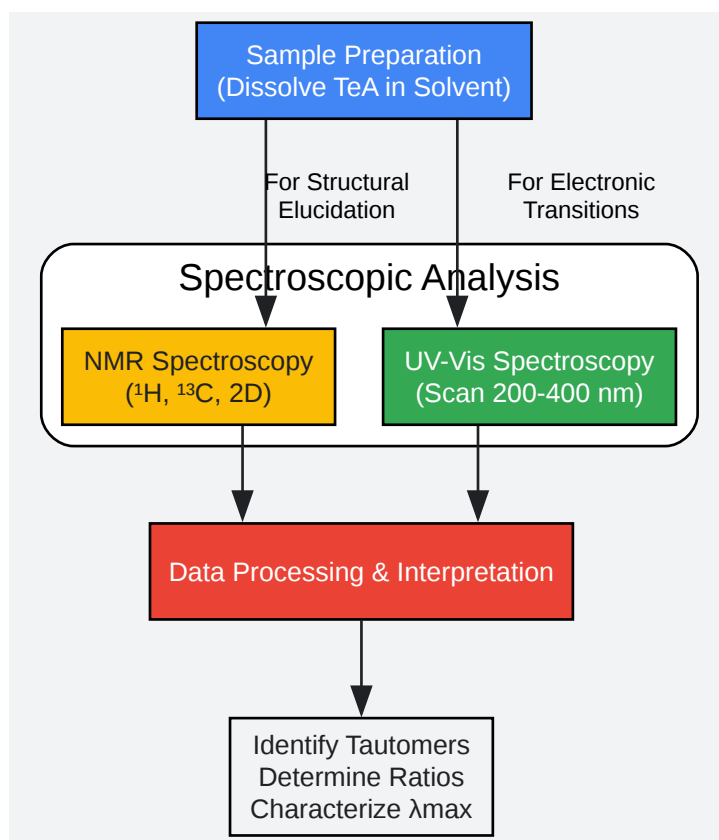 Sample Preparation
(Dissolve TeA in Solvent)
For Structural
Elucidation
For Electronic
Transitions
Spectroscopic Analysis
NMR Spectroscopy
(¹H, ¹³C, 2D)
UV-Vis Spectroscopy
(Scan 200-400 nm)
Data Processing & Interpretation
Identify Tautomers
Determine Ratios
Characterize λmax